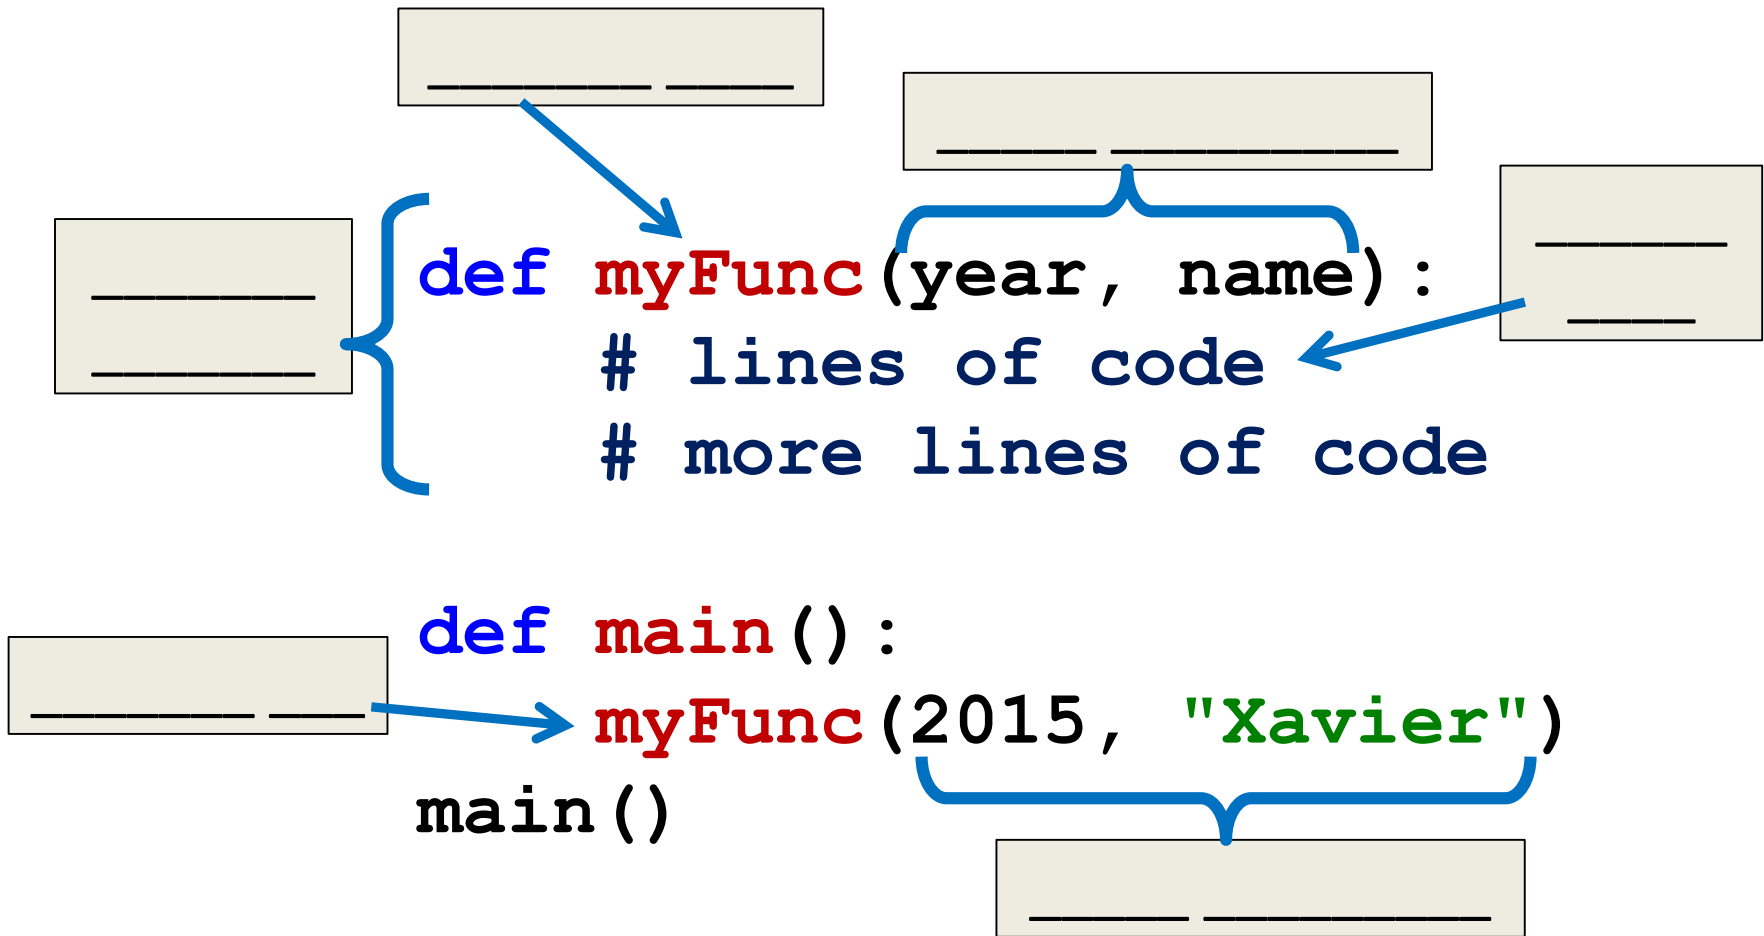 def myFunc(year, name):
# lines of code
# more lines of code
def main():
myFunc(2015, "Xavier")
main()